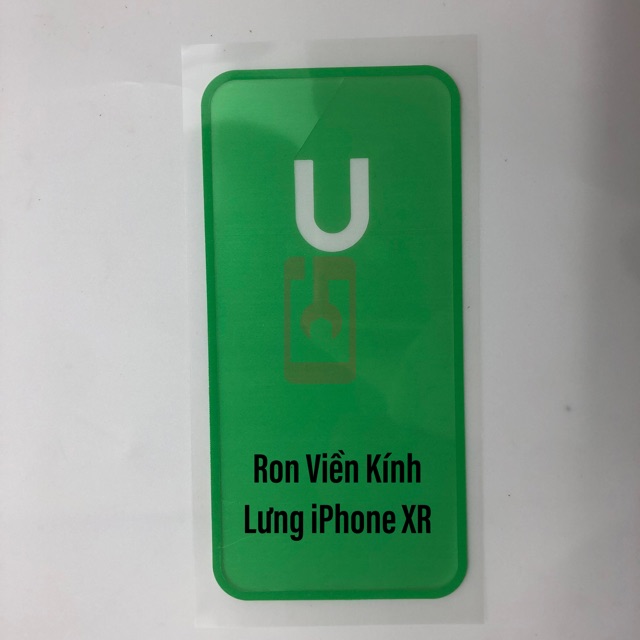 U
Ron Viền Kính
Lưng iPhone XR